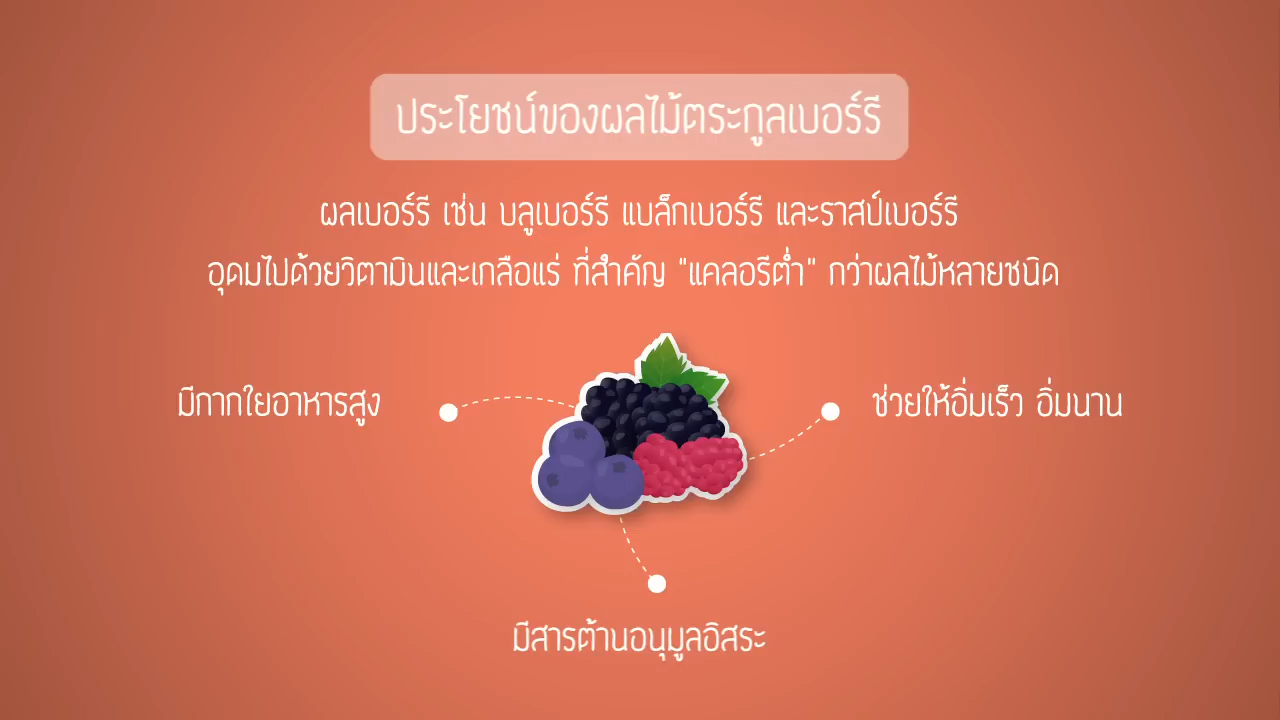 ประโยชน์ของผลไม้ตระกูลเบอร์รี
ผลเบอร์รี เช่น บลูเบอร์รี แบล็กเบอร์รี และราสป์เบอร์รี
อุดมไปด้วยวิตามินและเกลือแร่ ที่สำคัญ "แคลอรีต่ำ" กว่าผลไม้หลายชนิด
มีกากใยอาหารสูง
ช่วยให้อิ่มเร็ว อิ่มนาน
มีสารต้านอนุมูลอิสระ